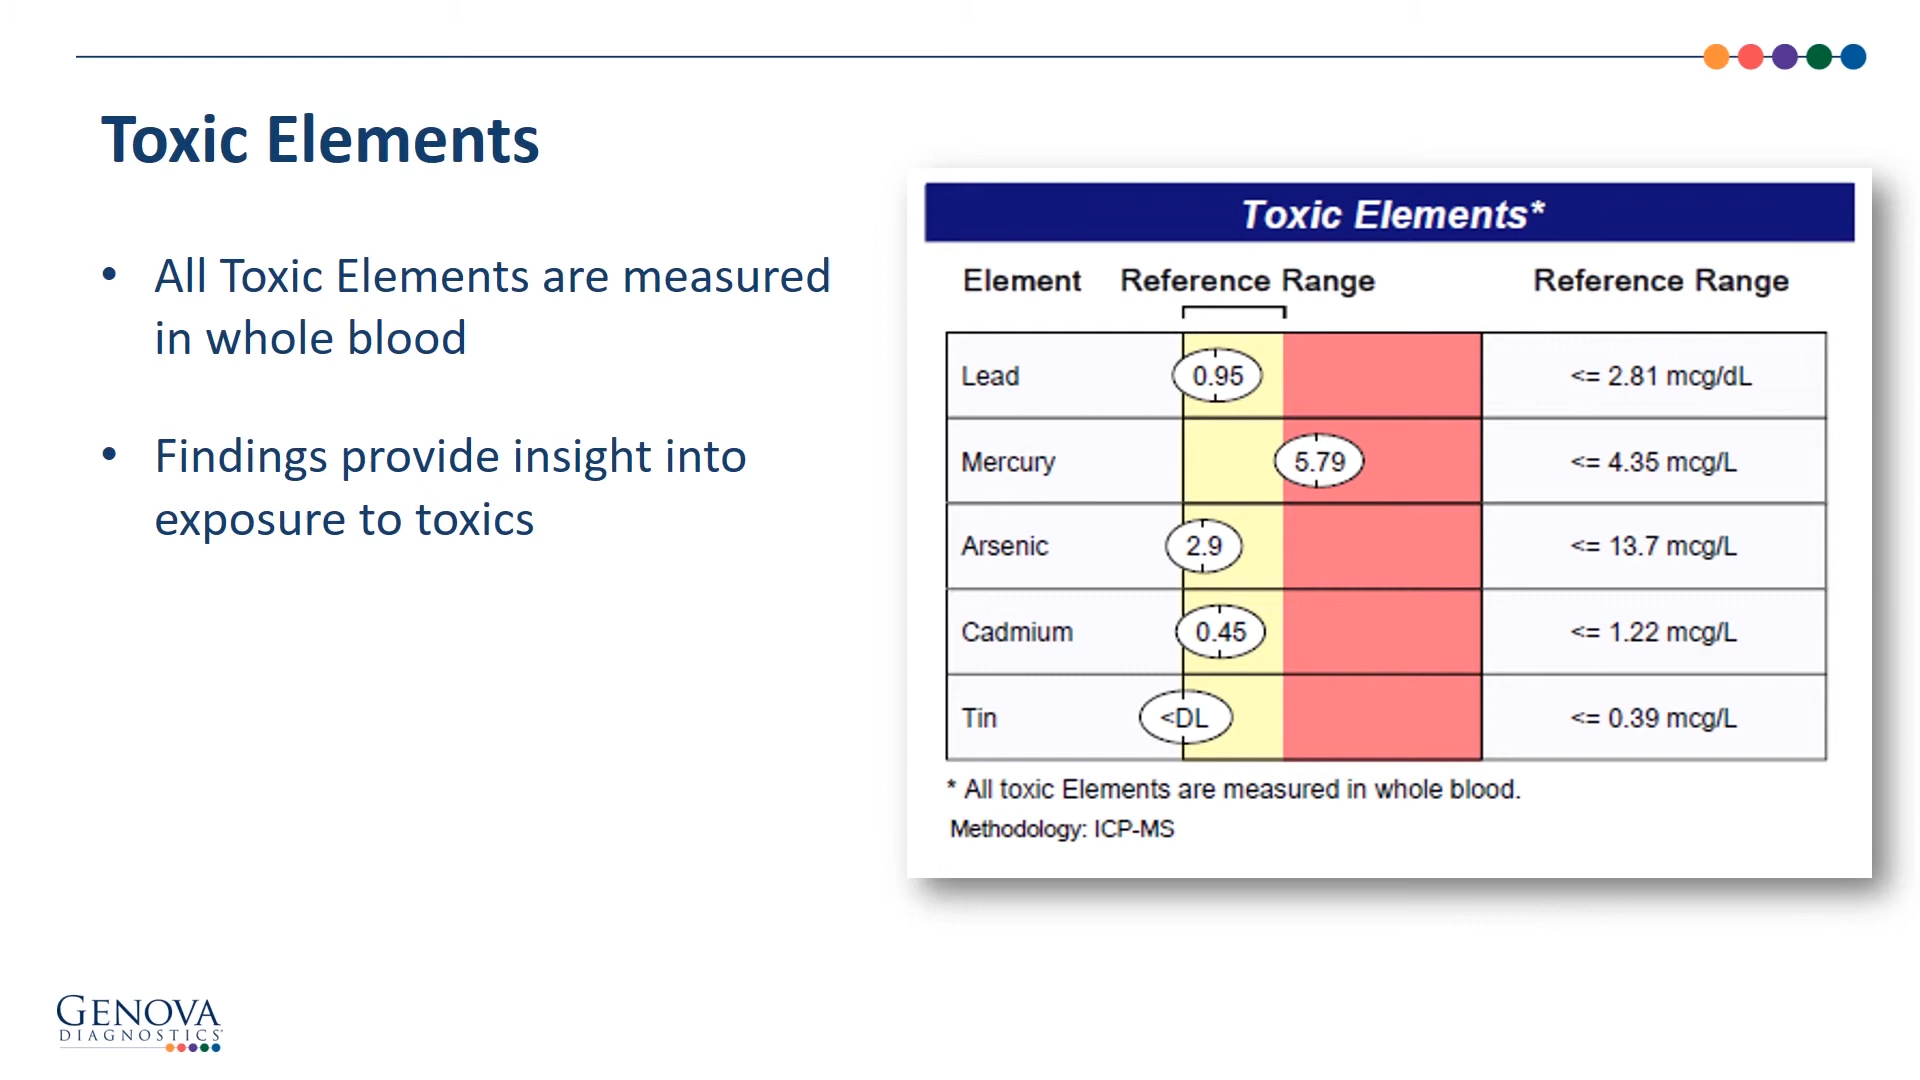 Toxic Elements
• All Toxic Elements are measured
in whole blood
• Findings provide insight into
exposure to toxics
Toxic Elements*
Element Reference Range Reference Range
Lead 0.95 <= 2.81 mcg/dL
Mercury 5.79 <= 4.35 mcg/L
Arsenic 2.9 <= 13.7 mcg/L
Cadmium 0.45 <= 1.22 mcg/L
Tin <DL <= 0.39 mcg/L
* All toxic Elements are measured in whole blood.
Methodology: ICP-MS
GENOVA
DIAGNOSTICS